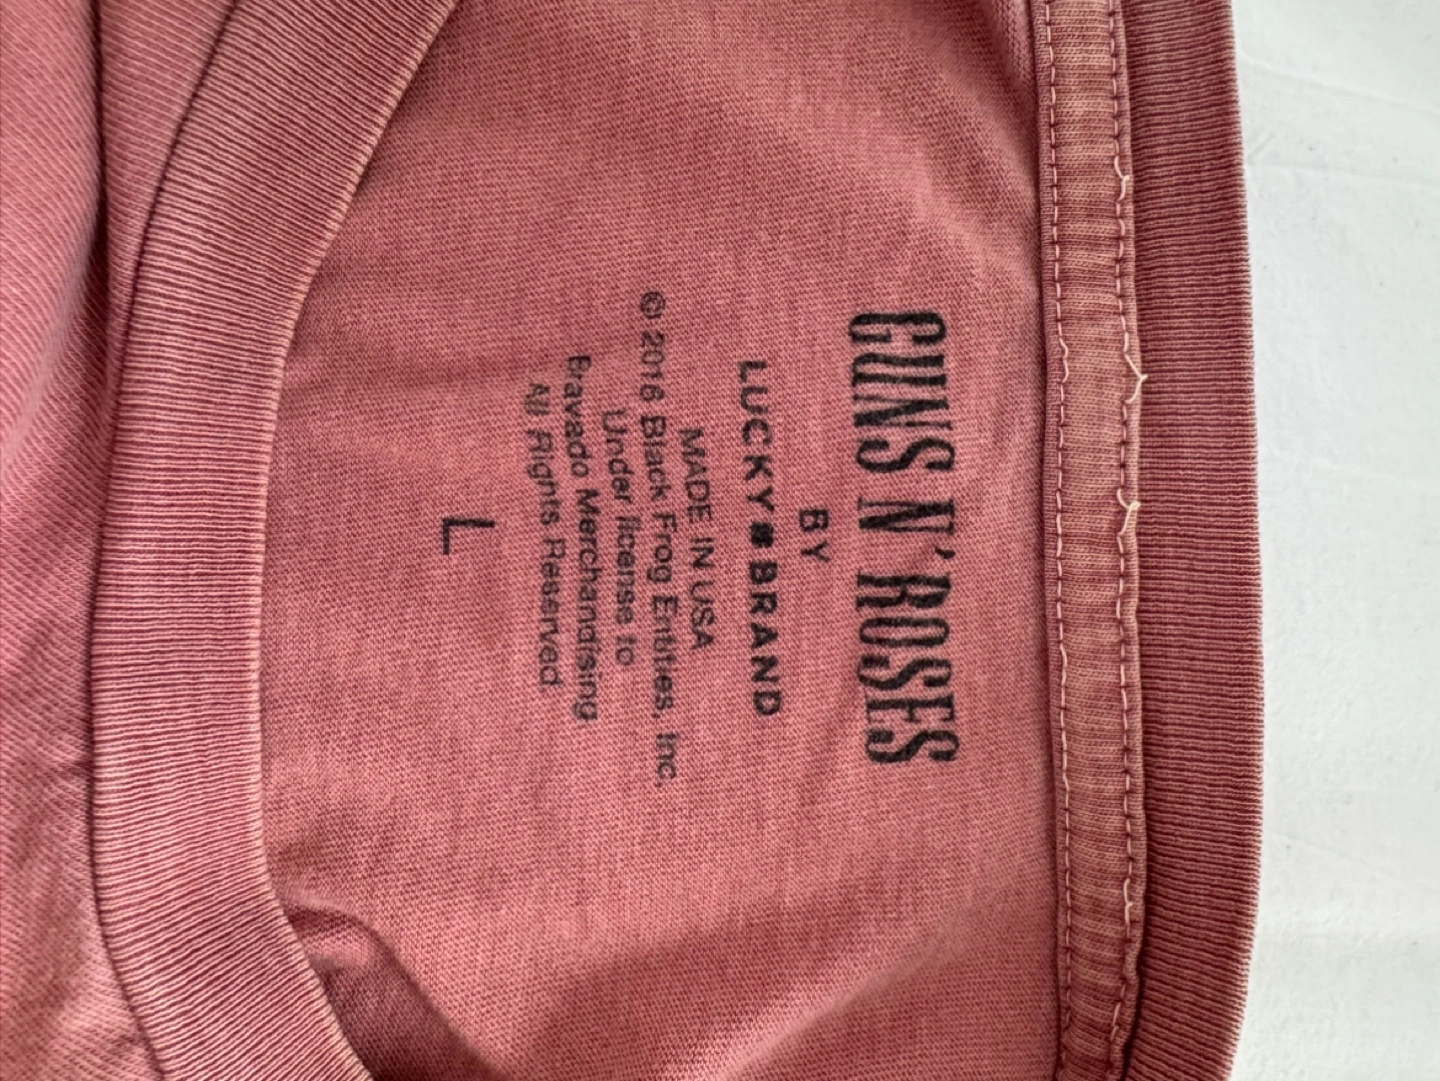 GUNS N' ROSES
BY
LUCKY BRAND
MADE IN USA
© 2016 Black Frog Entities, Inc.
Under license to
Bravado Merchandising
All Rights Reserved.
L